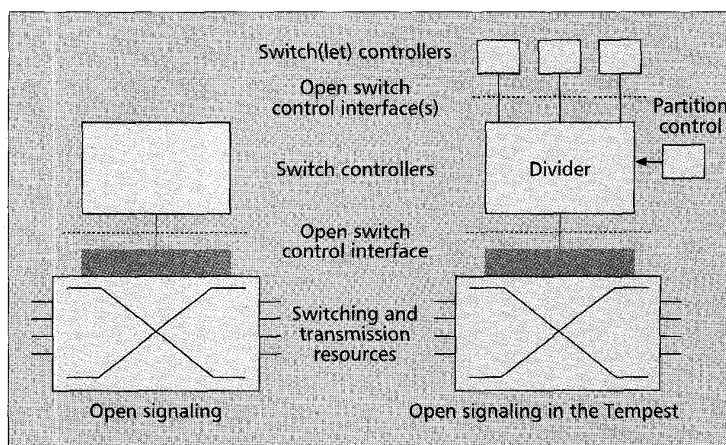 Switch(let) controllers
Open switch
control interface(s)
Partition
control
Switch controllers
Divider
Open switch
control interface
Switching and
transmission
resources
Open signaling
Open signaling in the Tempest